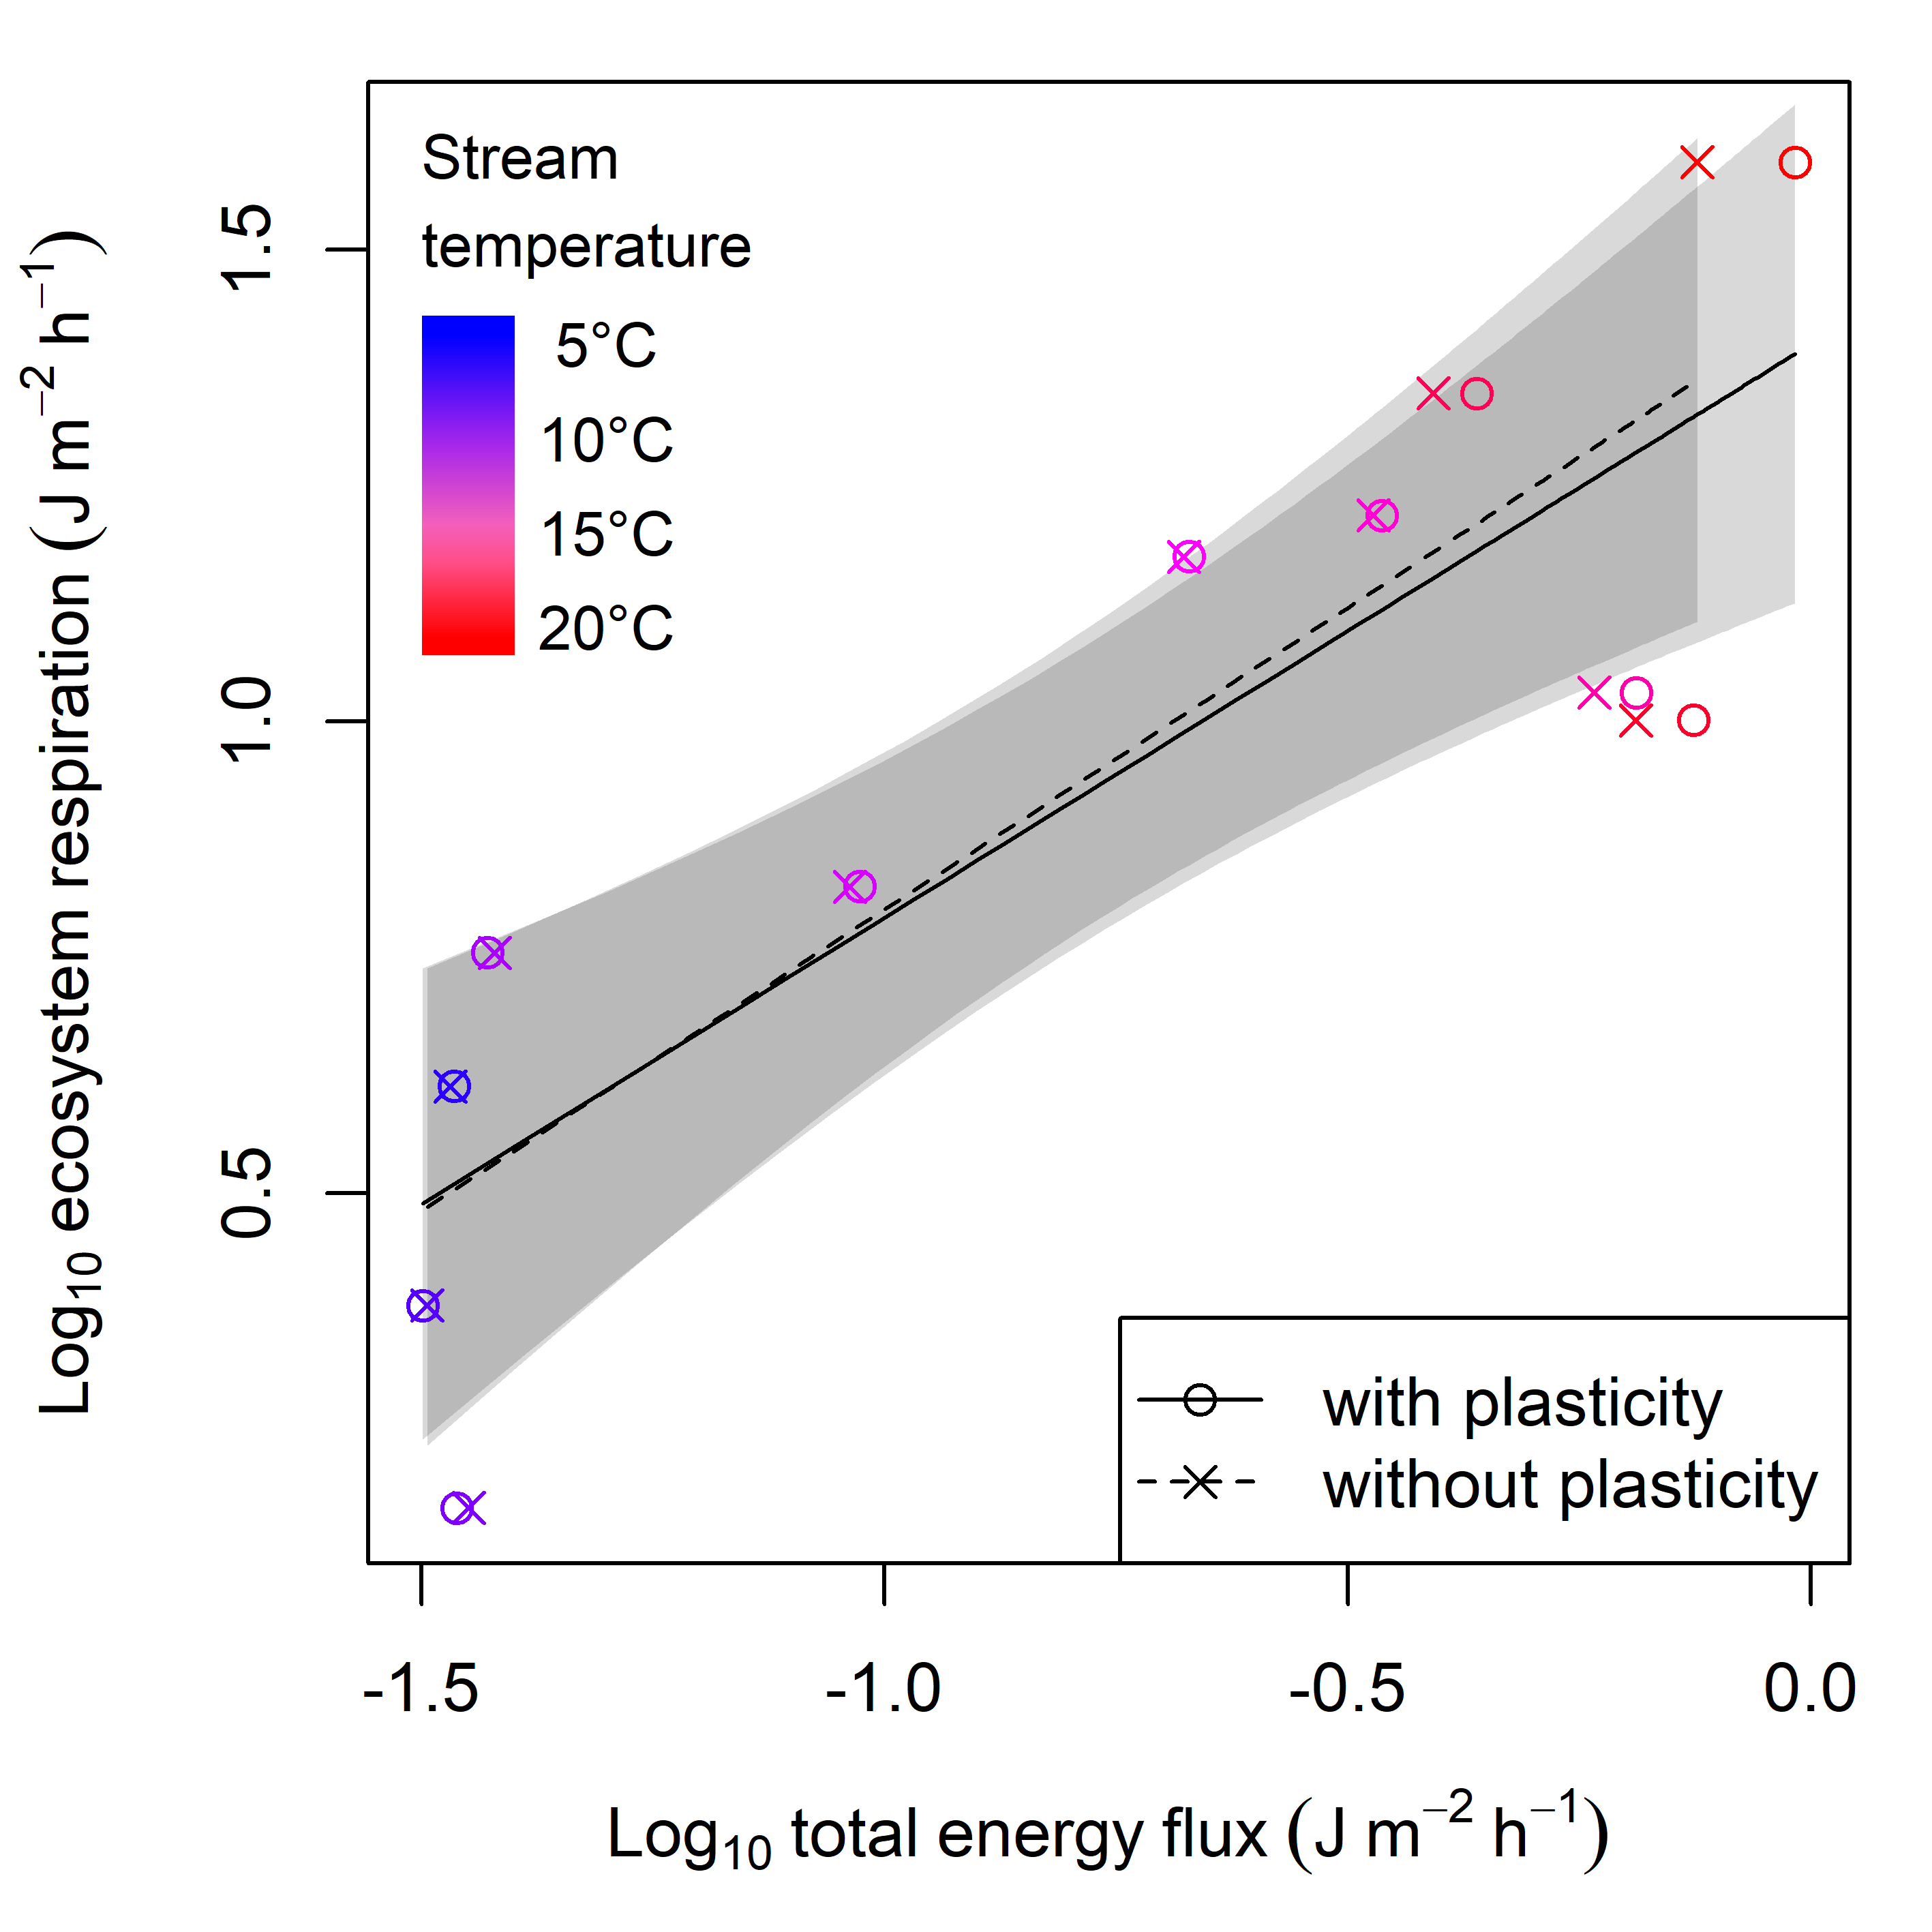 Stream
temperature
5°C
10°C
15°C
20°C
Log₁₀ ecosystem respiration (J m⁻² h⁻¹)
1.5
1.0
0.5
with plasticity
without plasticity
-1.5 -1.0 -0.5 0.0
Log₁₀ total energy flux (J m⁻² h⁻¹)